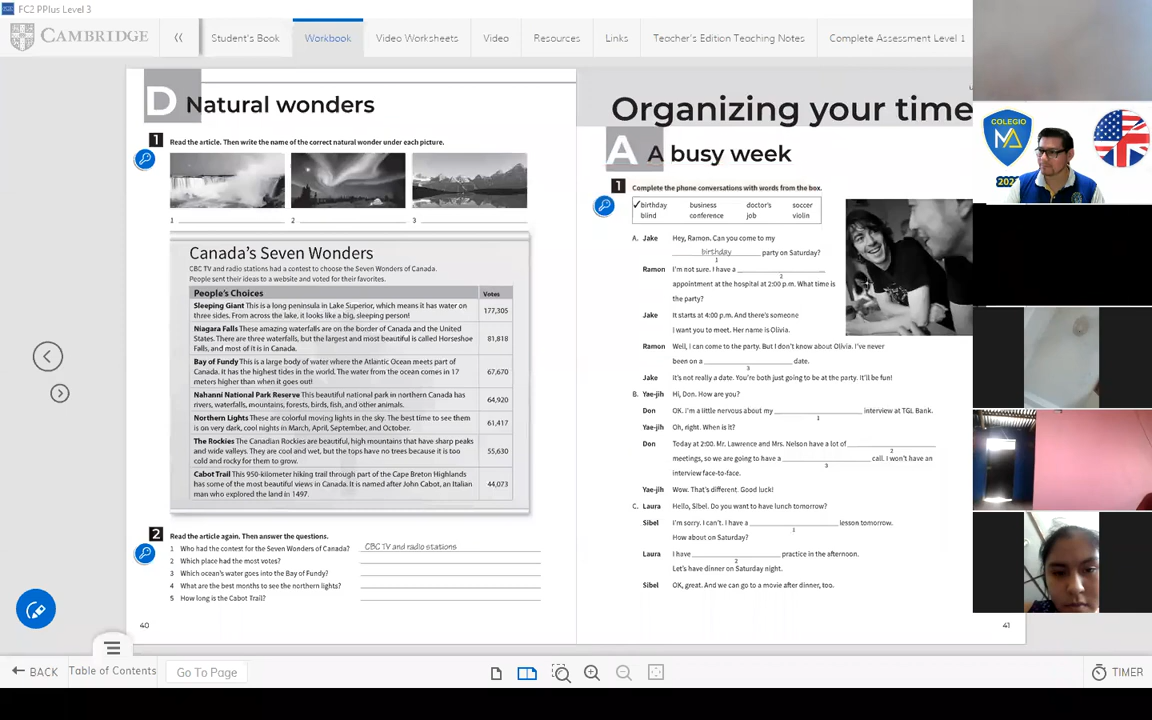 FC2 PPlus Level 3
CAMBRIDGE
Student's Book
Workbook
Video Worksheets
Video
Resources
Links
Teacher's Edition Teaching Notes
Complete Assessment Level 1
D Natural wonders
1 Read the article. Then write the name of the correct natural wonder under each picture.
1
2
3
Canada's Seven Wonders
CBC TV and radio stations had a contest to choose the Seven Wonders of Canada.
People sent their ideas to a website and voted for their favorites.
People's Choices Votes
Sleeping Giant This is a long peninsula in Lake Superior, which means it has water on
three sides. From across the lake, it looks like a big, sleeping person!
177,305
Niagara Falls These amazing waterfalls are on the border of Canada and the United
States. There are three waterfalls, but the largest and most beautiful is called Horseshoe
Falls, and most of it is in Canada.
81,818
Bay of Fundy This is a large body of water where the Atlantic Ocean meets part of
Canada. It has the highest tides in the world. The water from the ocean comes in 17
meters higher than when it goes out!
67,670
Nahanni National Park Reserve This beautiful national park in northern Canada has
rivers, waterfalls, mountains, forests, birds, fish, and other animals.
64,920
Northern Lights These are colorful moving lights in the sky. The best time to see them
is on very dark, cool nights in March, April, September, and October.
61,417
The Rockies The Canadian Rockies are beautiful, high mountains that have sharp peaks
and wide valleys. They are cool and wet, but the tops have no trees because it is too
cold and rocky for them to grow.
55,630
Cabot Trail This 950-kilometer hiking trail through part of the Cape Breton Highlands
has some of the most beautiful views in Canada. It is named after John Cabot, an Italian
man who explored the land in 1497.
44,073
2 Read the article again. Then answer the questions.
1 Who had the contest for the Seven Wonders of Canada? CBC TV and radio stations
2 Which place had the most votes?
3 Which ocean's water goes into the Bay of Fundy?
4 What are the best months to see the northern lights?
5 How long is the Cabot Trail?
40
Organizing your time
A A busy week
1 Complete the phone conversations with words from the box.
✓birthday business doctor's soccer
blind conference job violin
A. Jake Hey, Ramon. Can you come to my
birthday party on Saturday?
1
Ramon I'm not sure. I have a
2
appointment at the hospital at 2:00 p.m. What time is
the party?
Jake It starts at 4:00 p.m. And there's someone
I want you to meet. Her name is Olivia.
Ramon Well, I can come to the party. But I don't know about Olivia. I've never
been on a date.
3
Jake It's not really a date. You're both just going to be at the party. It'll be fun!
B. Yae-jih Hi, Don. How are you?
Don OK. I'm a little nervous about my interview at TGL Bank.
1
Yae-jih Oh, right. When is it?
Don Today at 2:00. Mr. Lawrence and Mrs. Nelson have a lot of
2
meetings, so we are going to have a call. I won't have an
3
interview face-to-face.
Yae-jih Wow. That's different. Good luck!
C. Laura Hello, Sibel. Do you want to have lunch tomorrow?
Sibel I'm sorry. I can't. I have a lesson tomorrow.
1
How about on Saturday?
Laura I have practice in the afternoon.
2
Let's have dinner on Saturday night.
Sibel OK, great. And we can go to a movie after dinner, too.
41
COLEGIO
BACK
Table of Contents
Go To Page
TIMER